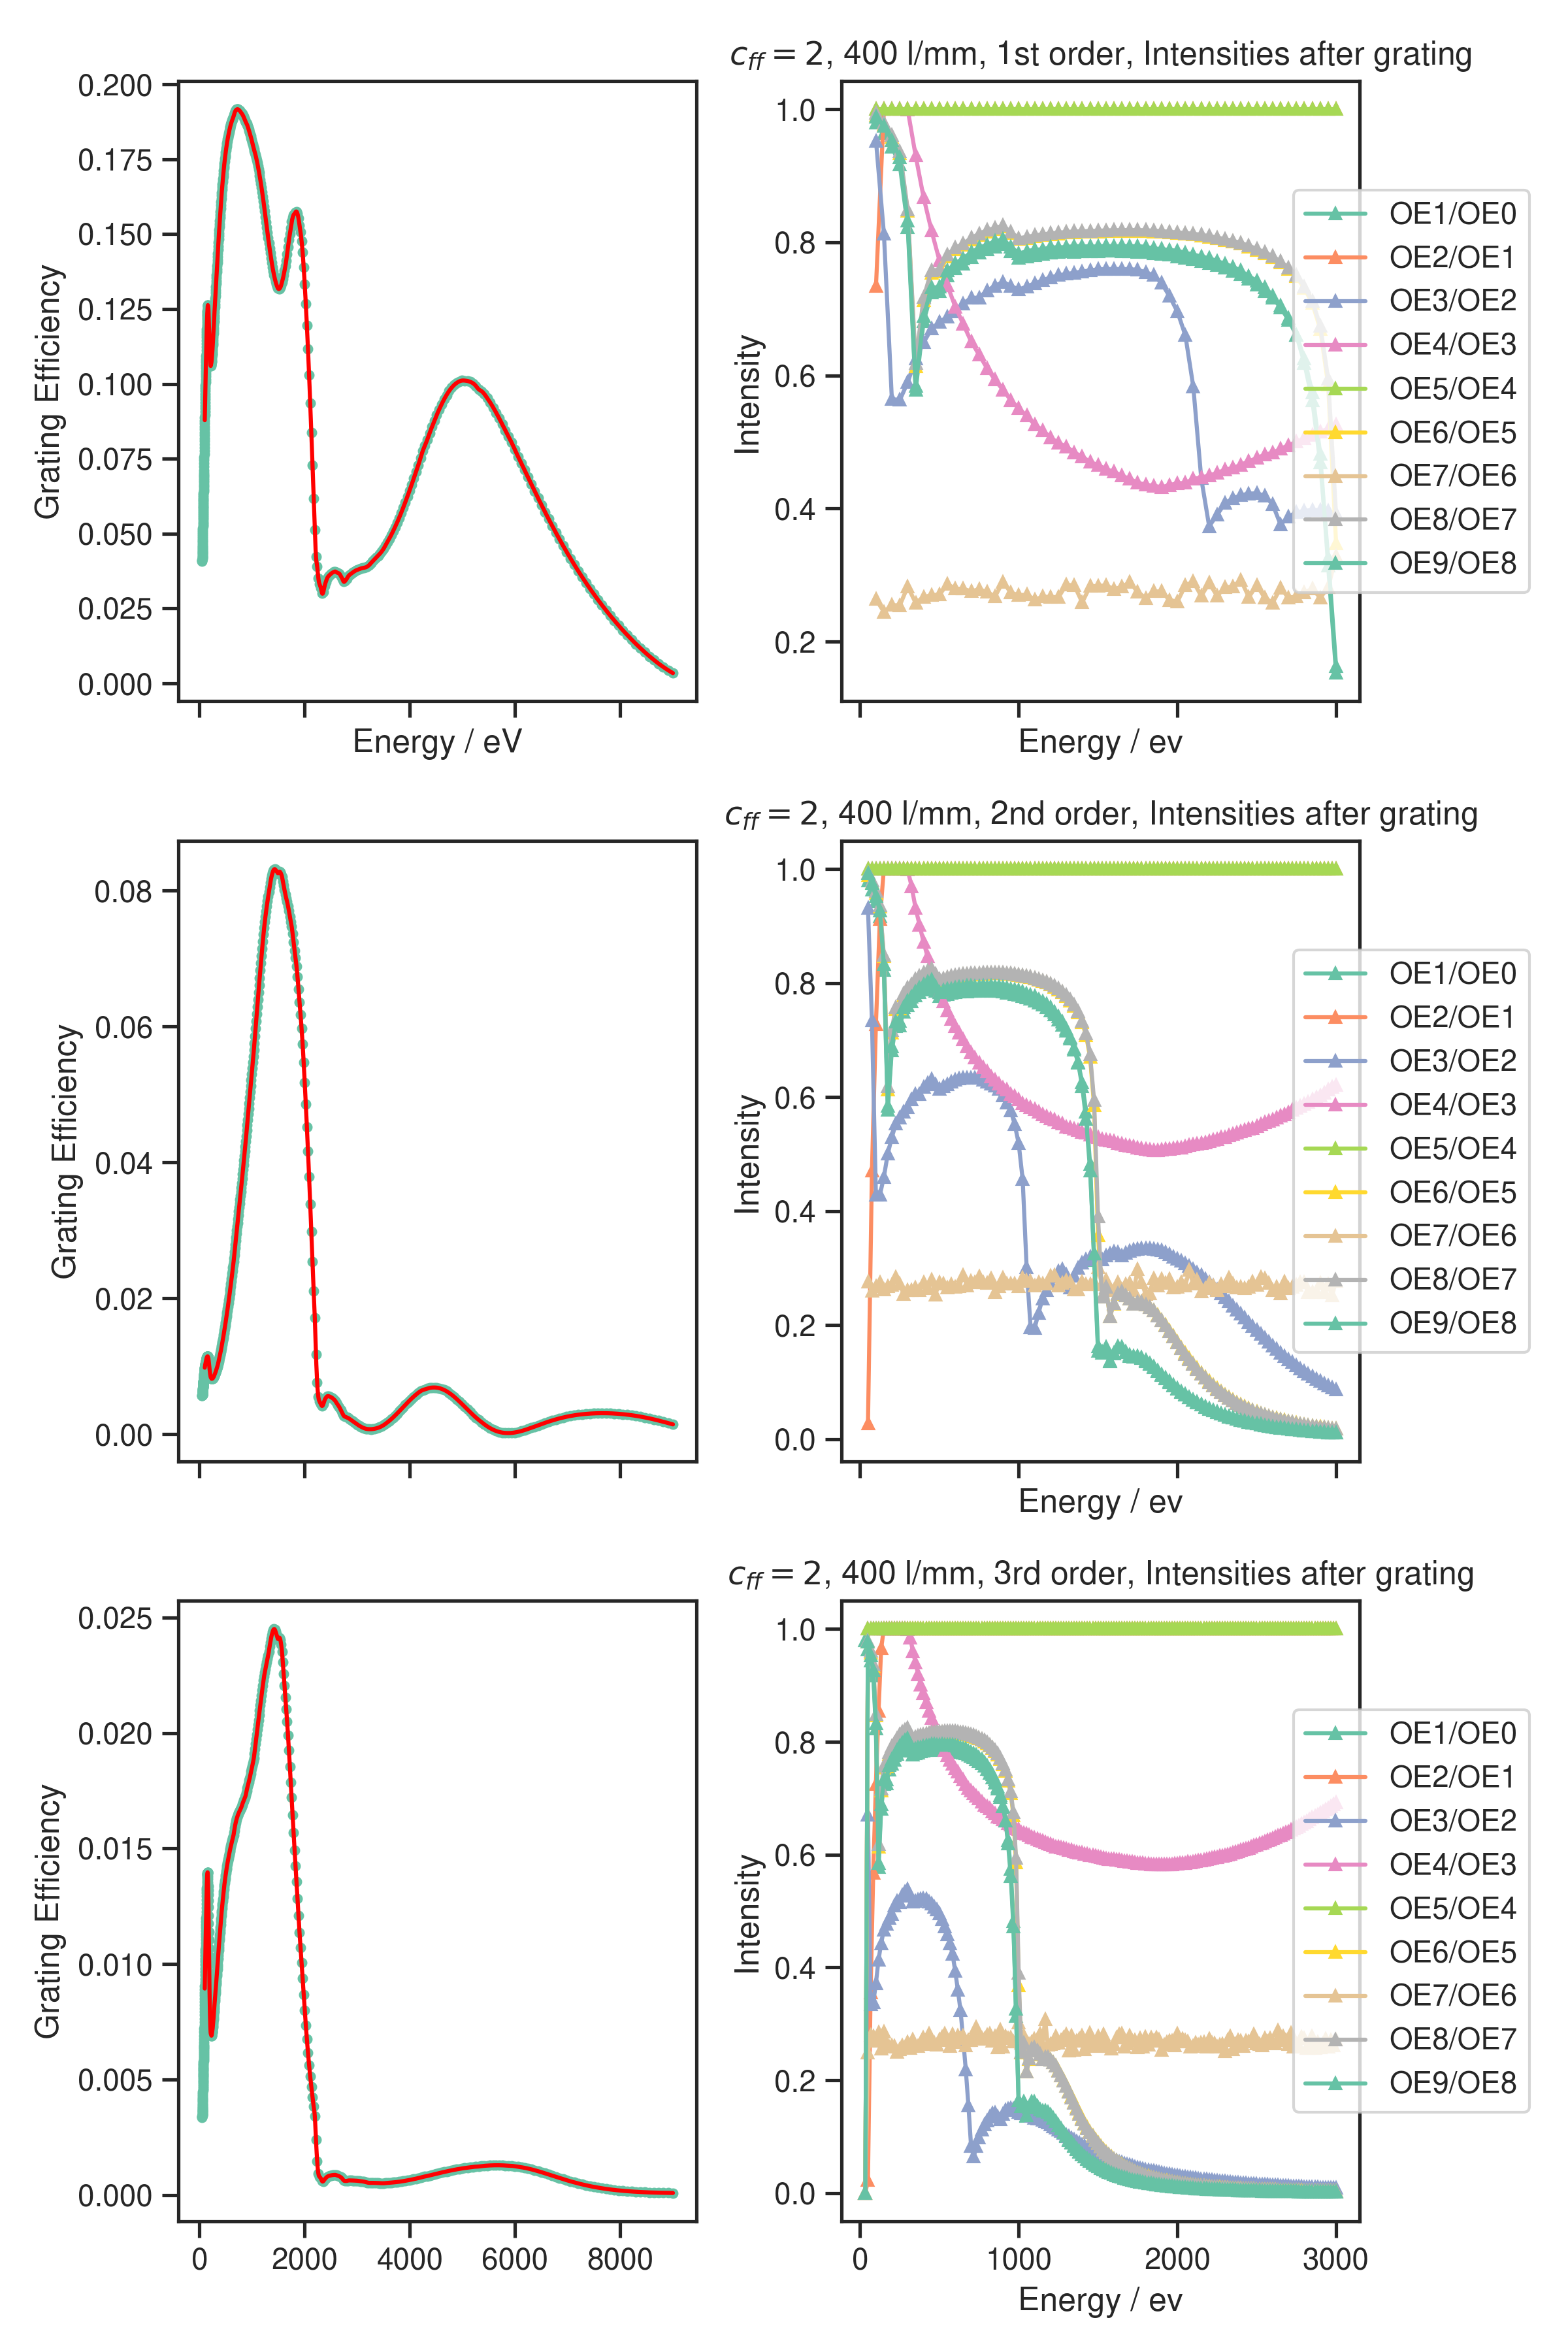 0.200
0.175
0.150
0.125
0.100
0.075
0.050
0.025
0.000
Grating Efficiency
Energy / eV
c_ff = 2, 400 l/mm, 1st order, Intensities after grating
1.0
0.8
0.6
0.4
0.2
Intensity
Energy / ev
OE1/OE0
OE2/OE1
OE3/OE2
OE4/OE3
OE5/OE4
OE6/OE5
OE7/OE6
OE8/OE7
OE9/OE8
0.08
0.06
0.04
0.02
0.00
Grating Efficiency
c_ff = 2, 400 l/mm, 2nd order, Intensities after grating
1.0
0.8
0.6
0.4
0.2
0.0
Intensity
Energy / ev
OE1/OE0
OE2/OE1
OE3/OE2
OE4/OE3
OE5/OE4
OE6/OE5
OE7/OE6
OE8/OE7
OE9/OE8
0.025
0.020
0.015
0.010
0.005
0.000
Grating Efficiency
0 2000 4000 6000 8000
c_ff = 2, 400 l/mm, 3rd order, Intensities after grating
1.0
0.8
0.6
0.4
0.2
0.0
Intensity
0 1000 2000 3000
Energy / ev
OE1/OE0
OE2/OE1
OE3/OE2
OE4/OE3
OE5/OE4
OE6/OE5
OE7/OE6
OE8/OE7
OE9/OE8